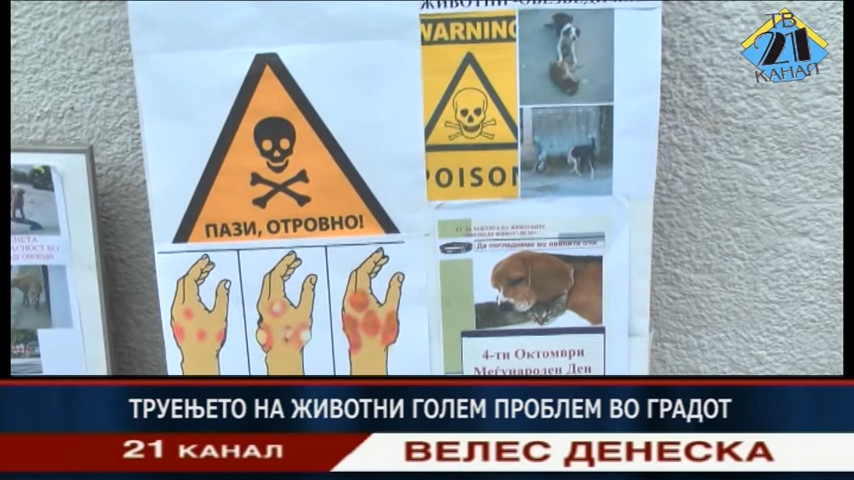 ТВ
21
КАНАЛ
WARNING
POISON
ПАЗИ, ОТРОВНО!
Да погледнеме во нивните очи
4-ти Октомври
Меѓународен Ден
ТРУЕЊЕТО НА ЖИВОТНИ ГОЛЕМ ПРОБЛЕМ ВО ГРАДОТ
21 КАНАЛ
ВЕЛЕС ДЕНЕСКА